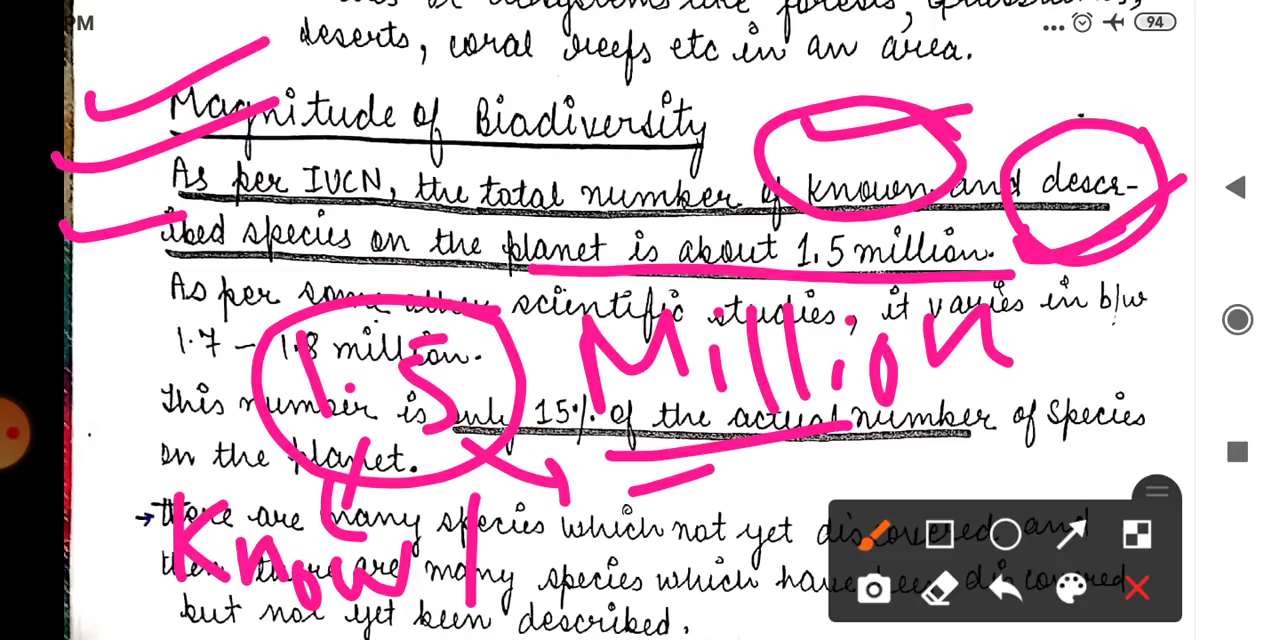 PM
94
deserts, coral reefs etc in an area.
Magnitude of Biodiversity
As per IUCN, the total number of known and descr-
ibed species on the planet is about 1.5 million.
As per some other scientific studies, it varies in b/w
1.7 - 1.8 million.
1.5 Million
This number is only 15% of the actual number of species
on the planet.
→ There are many species which not yet discovered and
then there are many species which have been discovered
Know
but not yet been described.